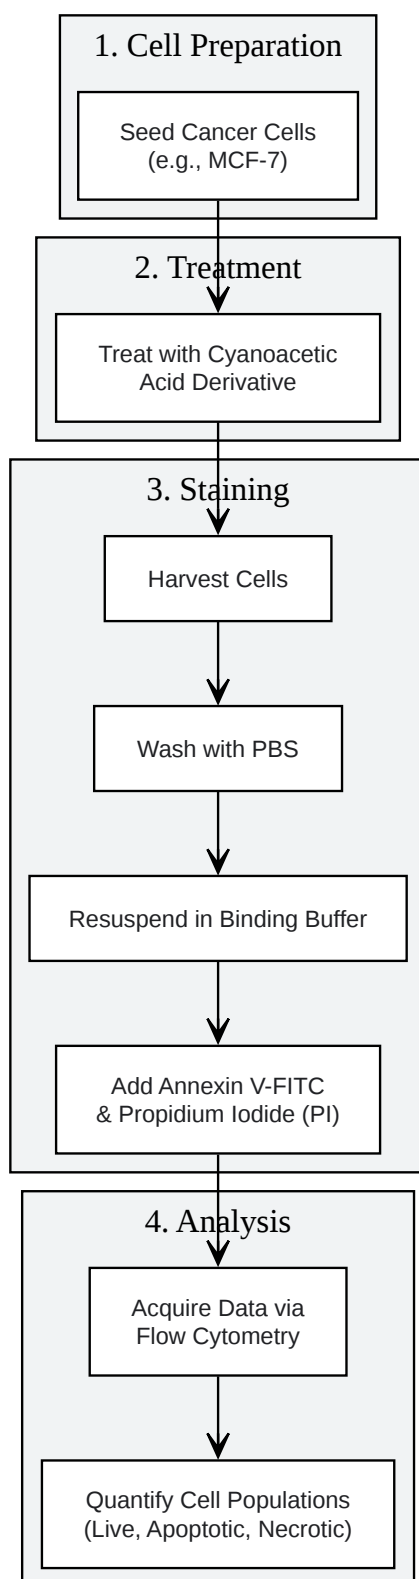 1. Cell Preparation
Seed Cancer Cells
(e.g., MCF-7)
2. Treatment
Treat with Cyanoacetic
Acid Derivative
3. Staining
Harvest Cells
Wash with PBS
Resuspend in Binding Buffer
Add Annexin V-FITC
& Propidium Iodide (PI)
4. Analysis
Acquire Data via
Flow Cytometry
Quantify Cell Populations
(Live, Apoptotic, Necrotic)